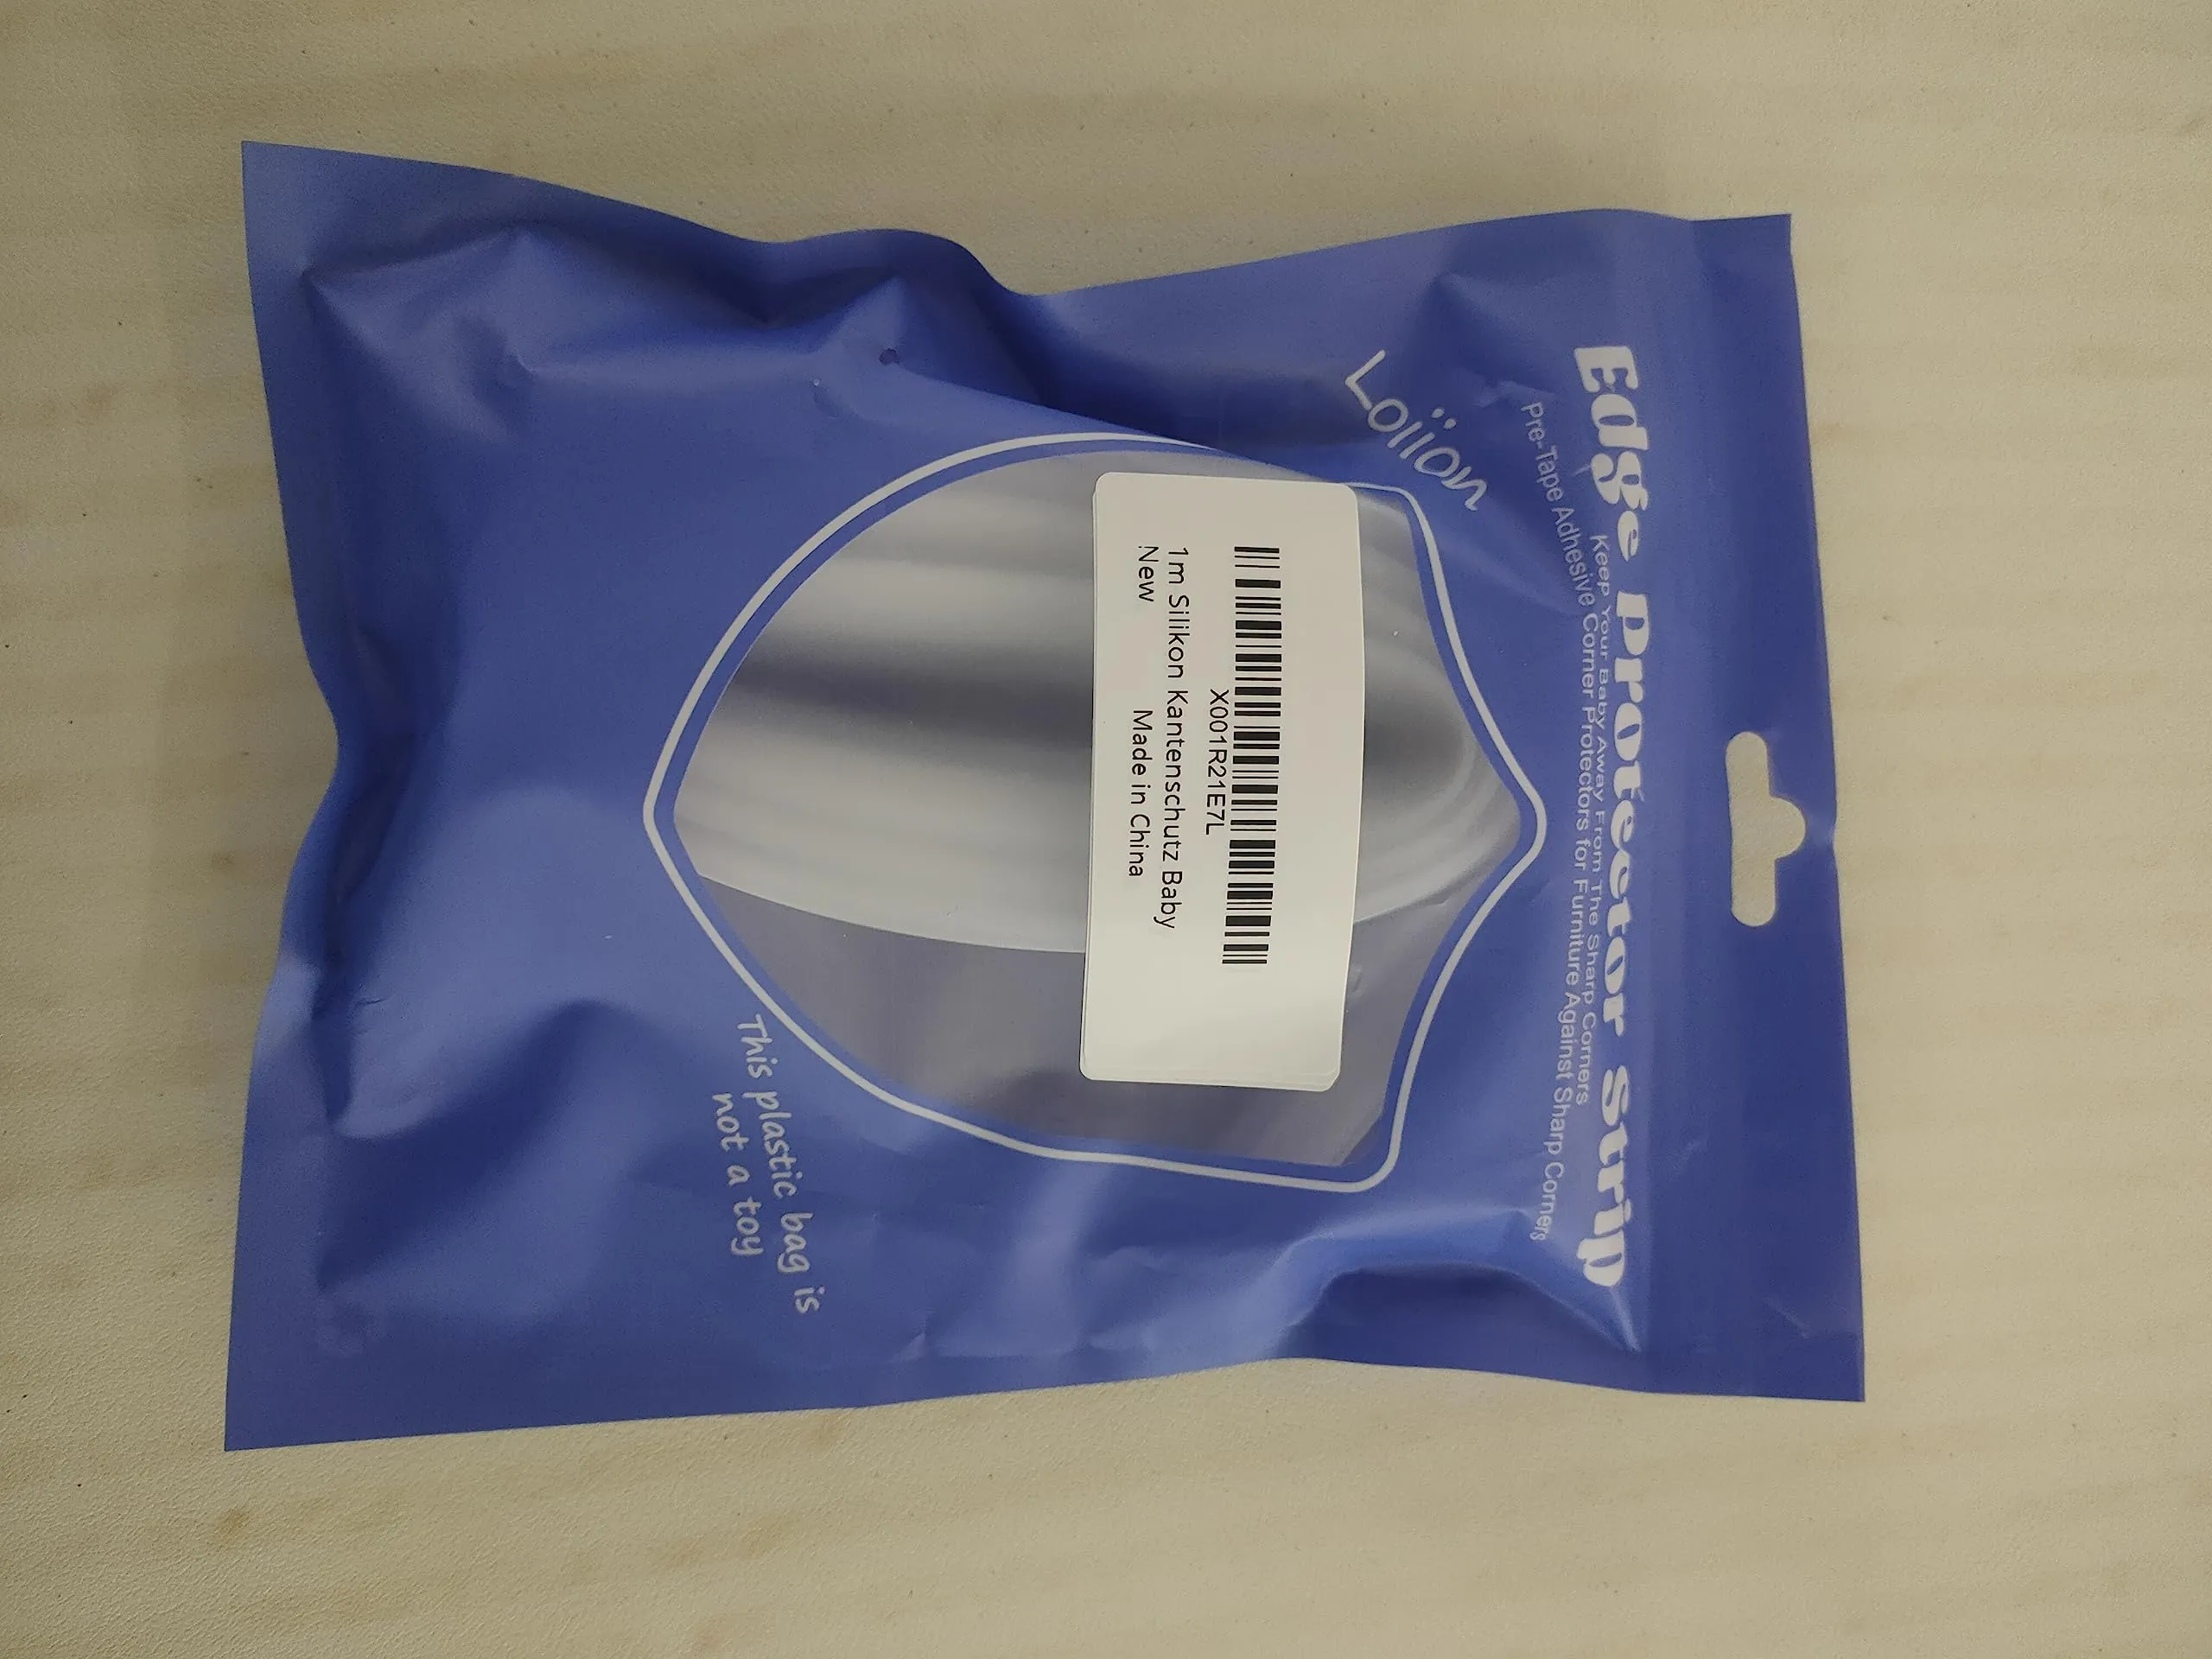 Edge Protector Strip
Keep Your Baby Away From The Sharp Corners
Pre-Tape Adhesive Corner Protectors for Furniture Against Sharp Corners
Loiion
X001R21E7L
1m Silikon Kantenschutz Baby
New
Made in China
This plastic bag is
not a toy